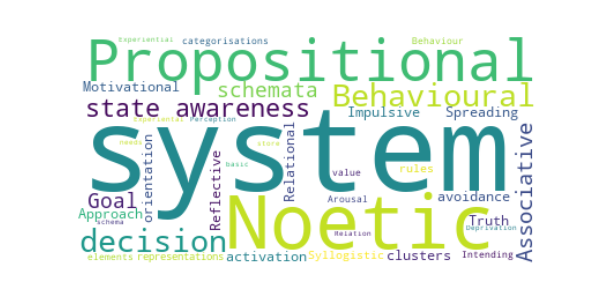 Experiential
categorisations
Behaviour
Propositional
Motivational
schemata
Behavioural
state awareness
Impulsive
Spreading
Experiental
Perception
system
needs
basic
store
orientation
Reflective
Relational
value
rules
Associative
Goal
Arousal
avoidance
Approach
schema
Noetic
Truth
Deprivation
Relation
decision
elements
representations
activation
Syllogistic
clusters
Intending